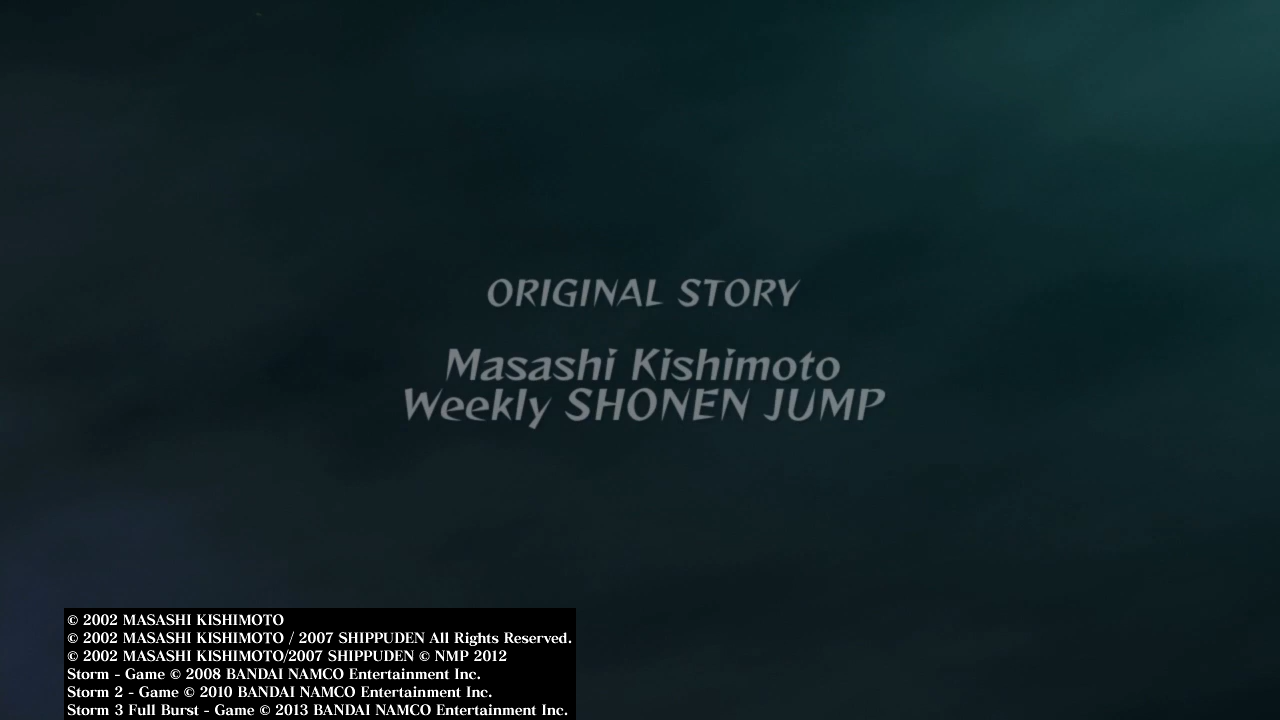 ORIGINAL STORY
Masashi Kishimoto
Weekly SHONEN JUMP
© 2002 MASASHI KISHIMOTO
© 2002 MASASHI KISHIMOTO / 2007 SHIPPUDEN All Rights Reserved.
© 2002 MASASHI KISHIMOTO/2007 SHIPPUDEN © NMP 2012
Storm - Game © 2008 BANDAI NAMCO Entertainment Inc.
Storm 2 - Game © 2010 BANDAI NAMCO Entertainment Inc.
Storm 3 Full Burst - Game © 2013 BANDAI NAMCO Entertainment Inc.